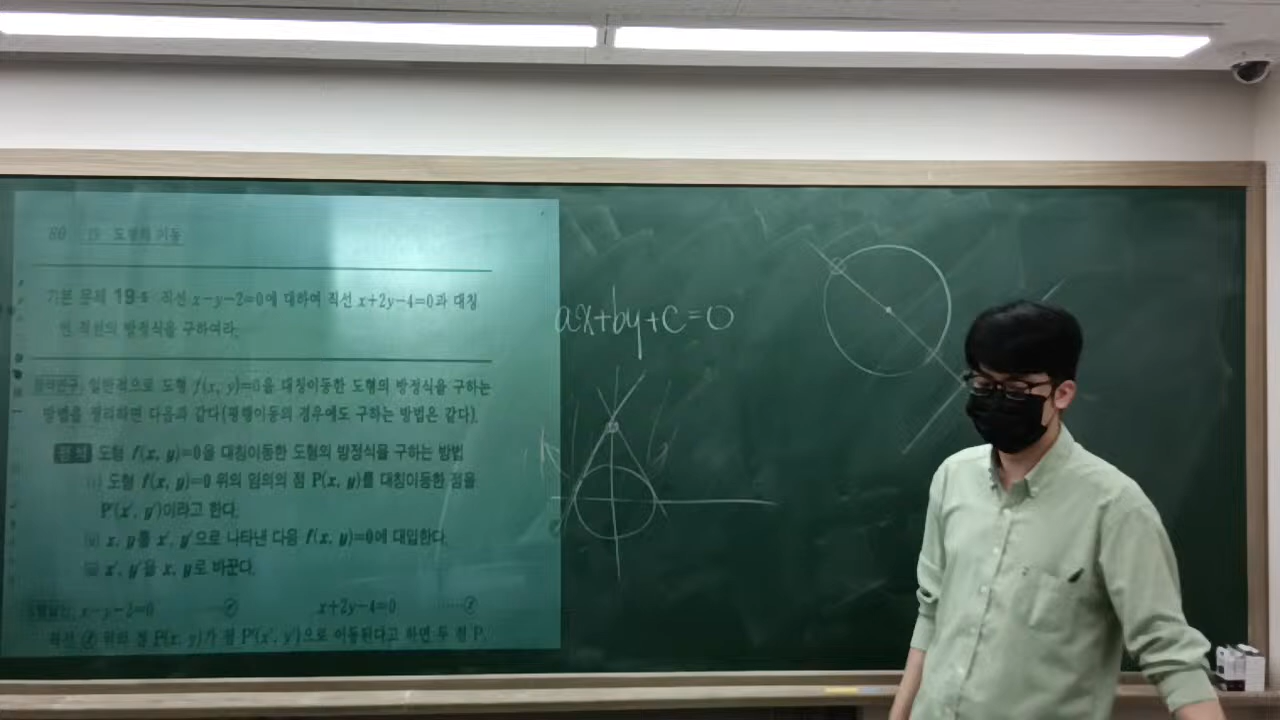 80 19 도형의 이동
기본 문제 19-8 직선 x-y-2=0에 대하여 직선 x+2y-4=0과 대칭
인 직선의 방정식을 구하여라.
일반적으로 도형 f(x, y)=0을 대칭이동한 도형의 방정식을 구하는
방법을 정리하면 다음과 같다(평행이동의 경우에도 구하는 방법은 같다).
정석 도형 f(x, y)=0을 대칭이동한 도형의 방정식을 구하는 방법
(i) 도형 f(x, y)=0 위의 임의의 점 P(x, y)를 대칭이동한 점을
P'(x', y')이라고 한다.
(ii) x, y를 x', y'으로 나타낸 다음 f(x, y)=0에 대입한다.
(iii) x', y'을 x, y로 바꾼다.
x-y-2=0 x+2y-4=0
직선 ② 위의 점 P(x, y)가 점 P'(x', y')으로 이동된다고 하면 두 점 P,
ax+by+c=0